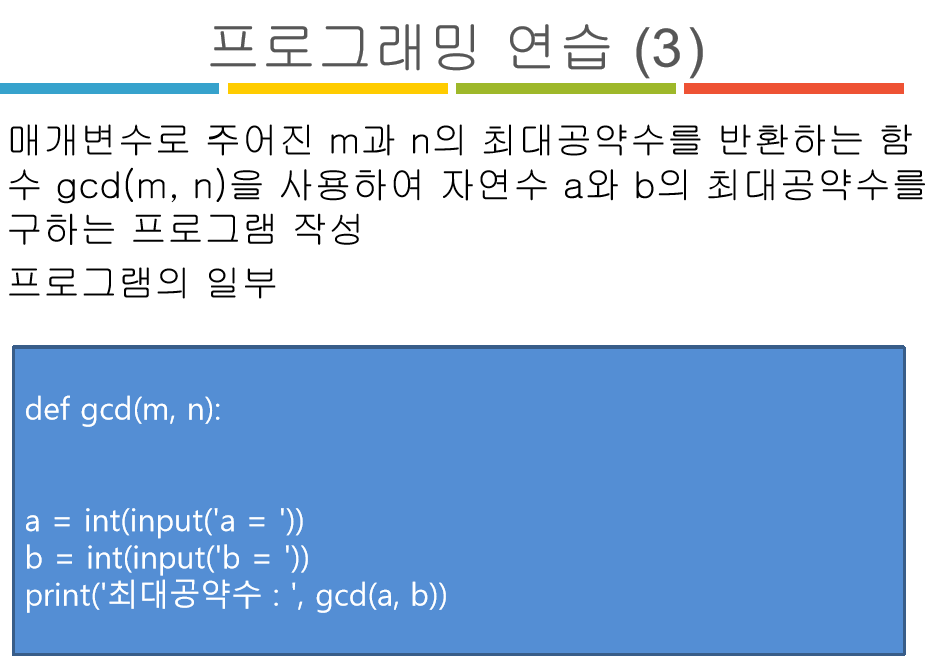 프로그래밍 연습 (3)
매개변수로 주어진 m과 n의 최대공약수를 반환하는 함
수 gcd(m, n)을 사용하여 자연수 a와 b의 최대공약수를
구하는 프로그램 작성
프로그램의 일부
def gcd(m, n):
a = int(input('a = '))
b = int(input('b = '))
print('최대공약수 : ', gcd(a, b))